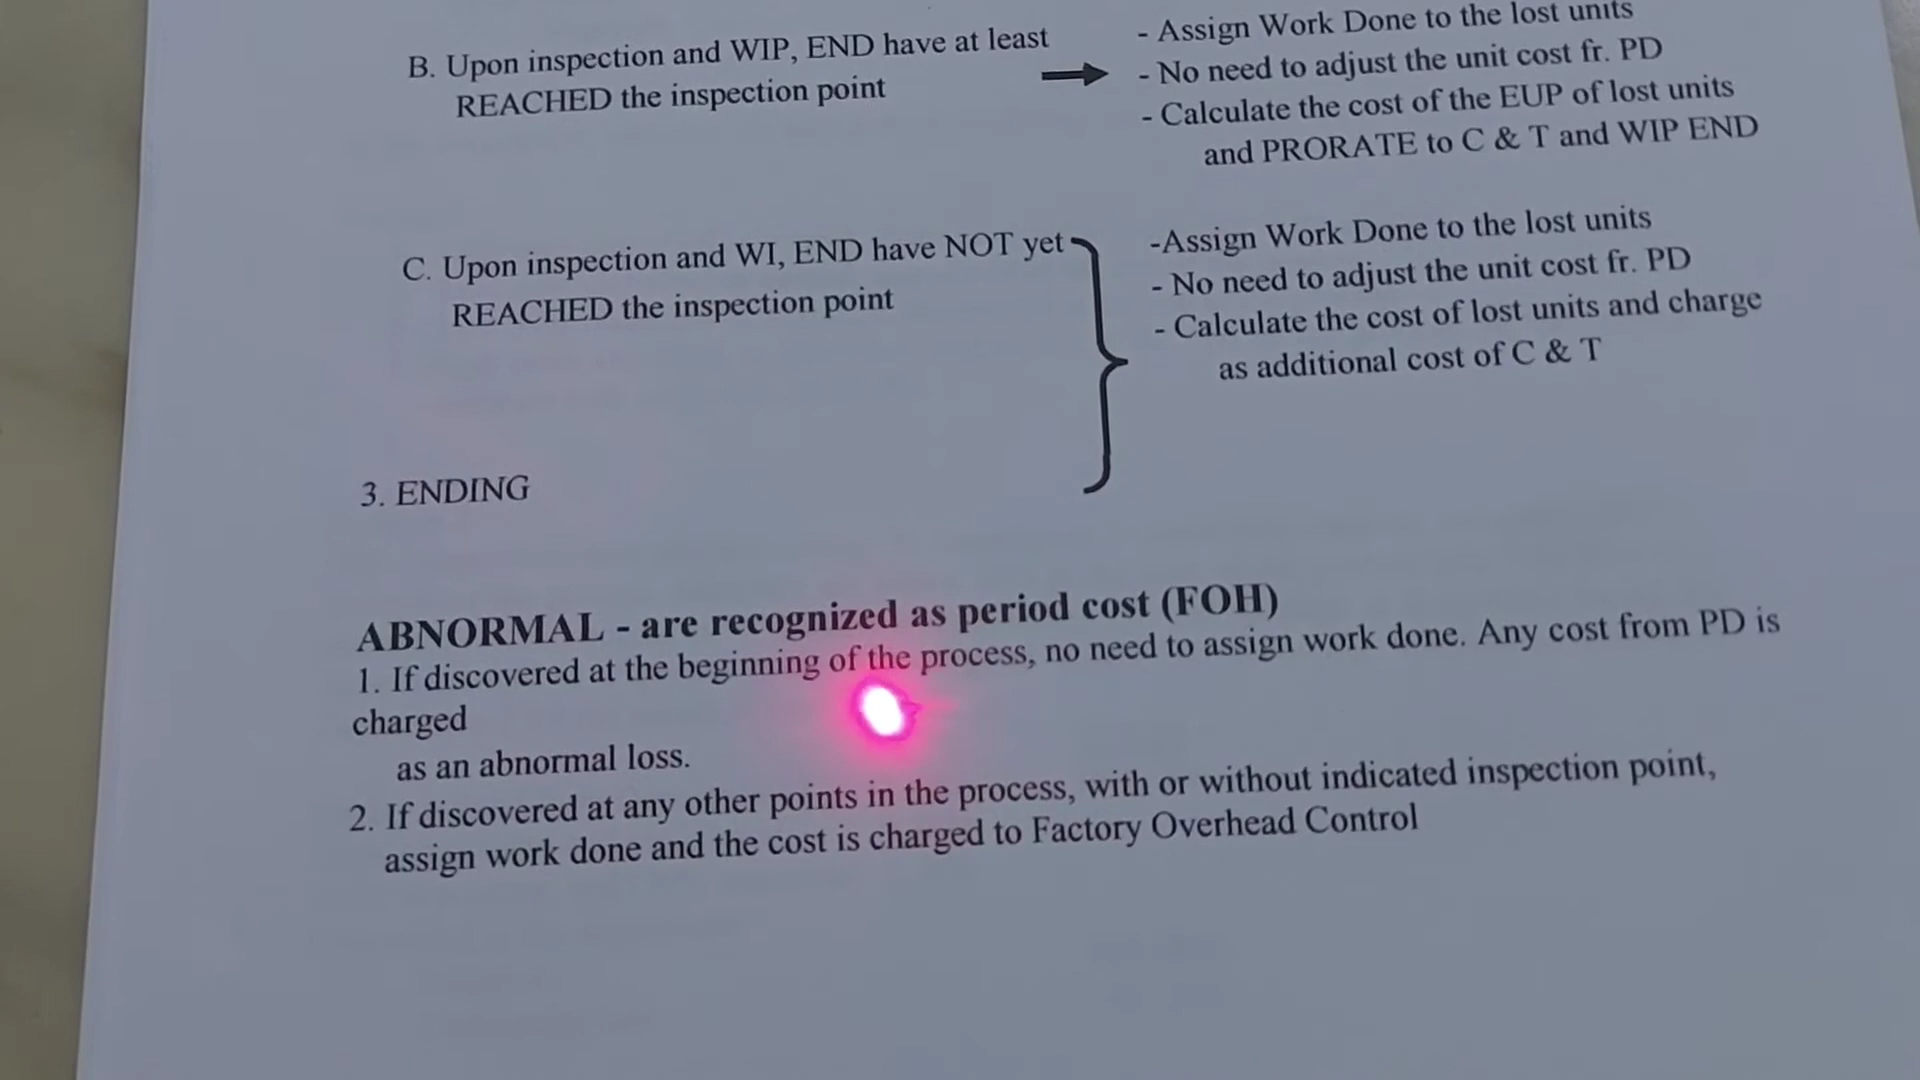 B. Upon inspection and WIP, END have at least
REACHED the inspection point
- Assign Work Done to the lost units
- No need to adjust the unit cost fr. PD
- Calculate the cost of the EUP of lost units
and PRORATE to C & T and WIP END
C. Upon inspection and WI, END have NOT yet
REACHED the inspection point
-Assign Work Done to the lost units
- No need to adjust the unit cost fr. PD
- Calculate the cost of lost units and charge
as additional cost of C & T
3. ENDING
ABNORMAL - are recognized as period cost (FOH)
1. If discovered at the beginning of the process, no need to assign work done. Any cost from PD is
charged
as an abnormal loss.
2. If discovered at any other points in the process, with or without indicated inspection point,
assign work done and the cost is charged to Factory Overhead Control